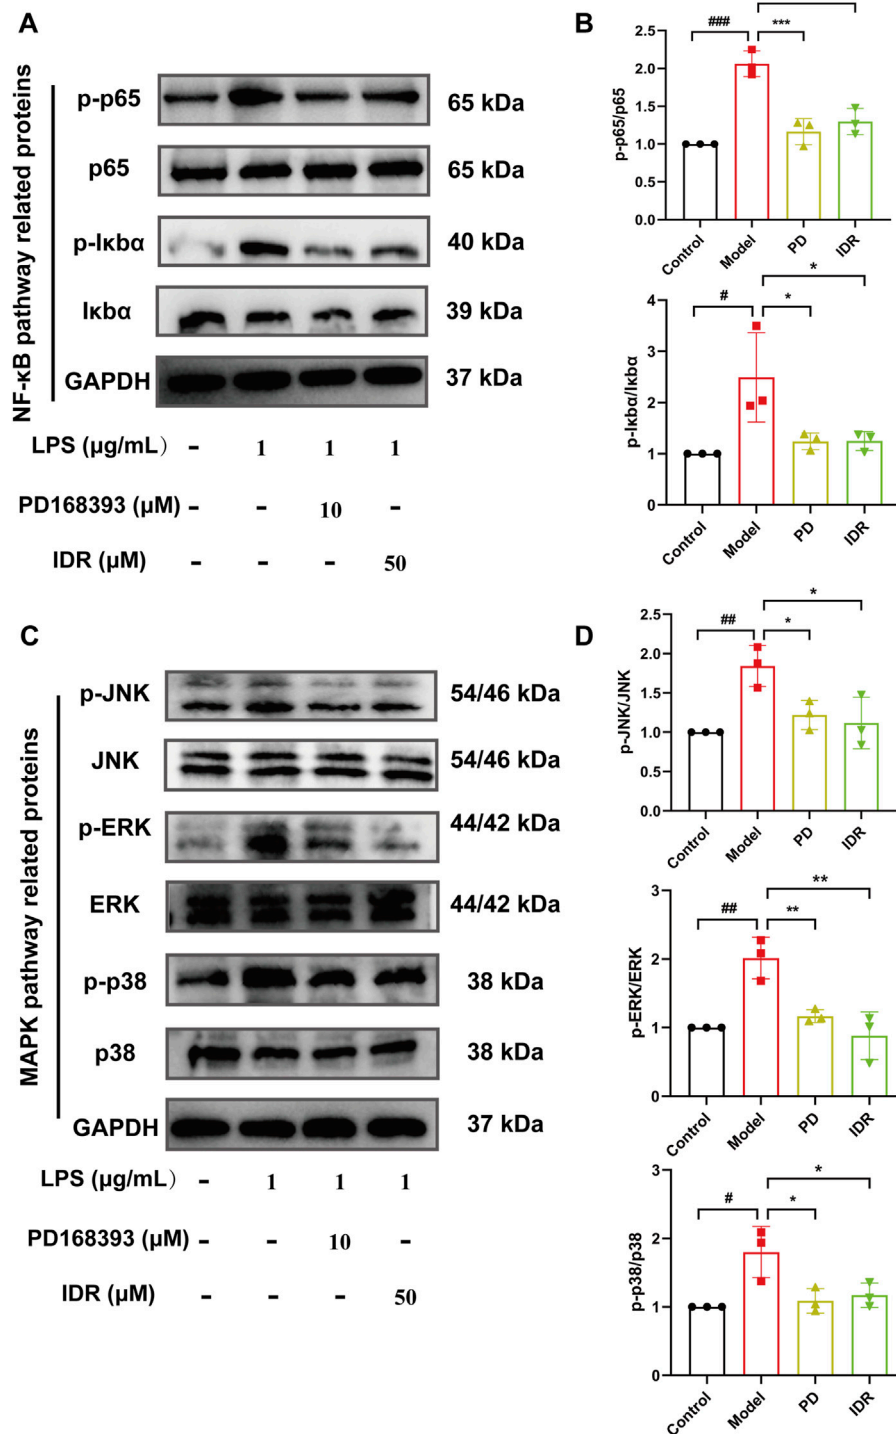 A
NF-κB pathway related proteins
p-p65
65 kDa
p65
65 kDa
p-Iκbα
40 kDa
Iκbα
39 kDa
GAPDH
37 kDa
LPS (μg/mL） - 1 1 1
PD168393 (μM) - - 10 -
IDR (μM) - - - 50
B
###
***
p-p65/p65
2.5
2.0
1.5
1.0
0.5
0.0
Control
Model
PD
IDR
*
#
*
p-Iκbα/Iκbα
4
3
2
1
0
Control
Model
PD
IDR
C
MAPK pathway related proteins
p-JNK
54/46 kDa
JNK
54/46 kDa
p-ERK
44/42 kDa
ERK
44/42 kDa
p-p38
38 kDa
p38
38 kDa
GAPDH
37 kDa
LPS (μg/mL） - 1 1 1
PD168393 (μM) - - 10 -
IDR (μM) - - - 50
D
*
##
*
p-JNK/JNK
2.5
2.0
1.5
1.0
0.5
0.0
Control
Model
PD
IDR
**
##
**
p-ERK/ERK
3
2
1
0
Control
Model
PD
IDR
*
#
*
p-p38/p38
3
2
1
0
Control
Model
PD
IDR